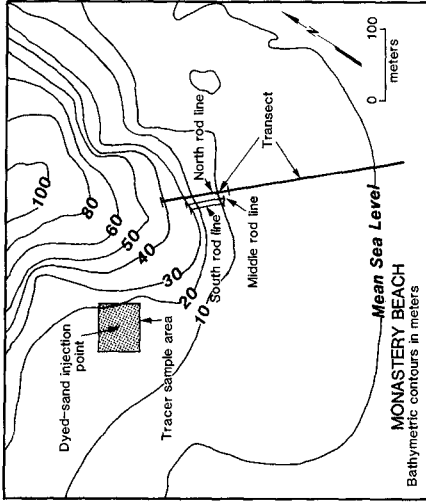 100
80
60
50
40
30
20
10
Dyed-sand injection
point
Tracer sample area
North rod line
South rod line
Middle rod line
Transect
Mean Sea Level
MONASTERY BEACH
Bathymetric contours in meters
0 100
meters